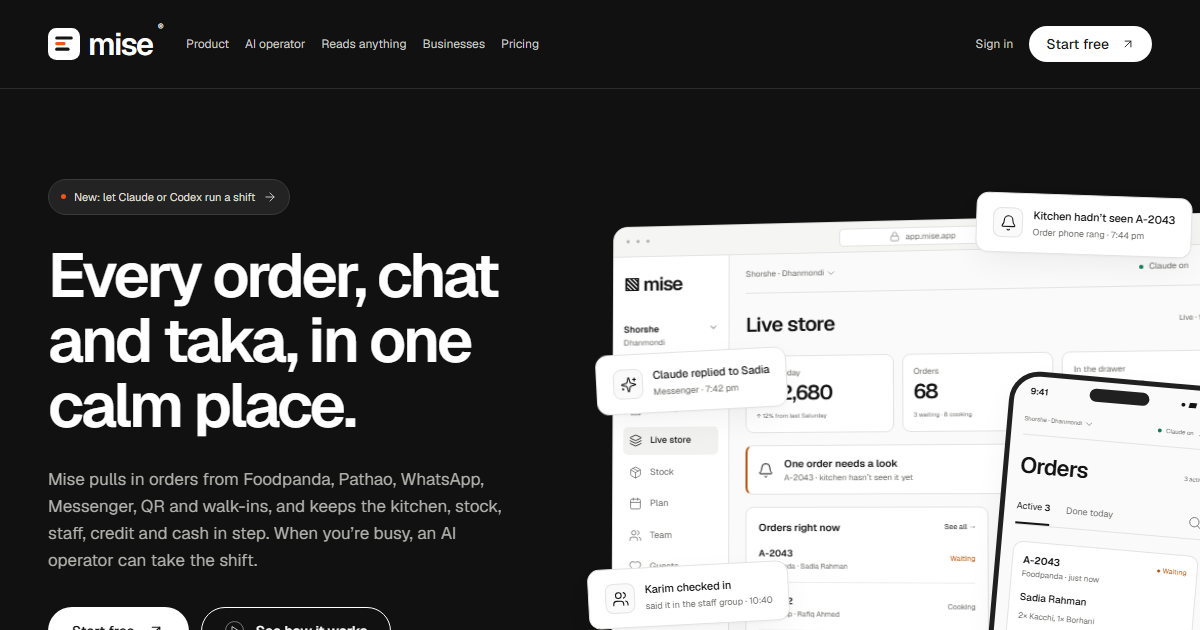 mise ®
Product
AI operator
Reads anything
Businesses
Pricing
Sign in
Start free
New: let Claude or Codex run a shift
Every order, chat
and taka, in one
calm place.
Mise pulls in orders from Foodpanda, Pathao, WhatsApp,
Messenger, QR and walk-ins, and keeps the kitchen, stock,
staff, credit and cash in step. When you're busy, an AI
operator can take the shift.
Start free
See how it works
Kitchen hadn't seen A-2043
Order phone rang · 7:44 pm
app.mise.app
mise
Shorshe · Dhanmondi
Claude on
Shorshe
Dhanmondi
Live store
Live ·
Claude replied to Sadia
Messenger · 7:42 pm
2,680
↑ 12% from last Saturday
Orders
68
3 waiting · 8 cooking
In the drawer
Live store
Stock
Plan
Team
Guests
One order needs a look
A-2043 · kitchen hasn't seen it yet
Orders right now
See all →
A-2043
Sadia Rahman
Waiting
Rafiq Ahmed
Cooking
Karim checked in
said it in the staff group · 10:40
9:41
Shorshe · Dhanmondi
Claude on
Orders
Active 3
Done today
A-2043
Foodpanda · just now
Waiting
Sadia Rahman
2× Kacchi, 1× Borhani